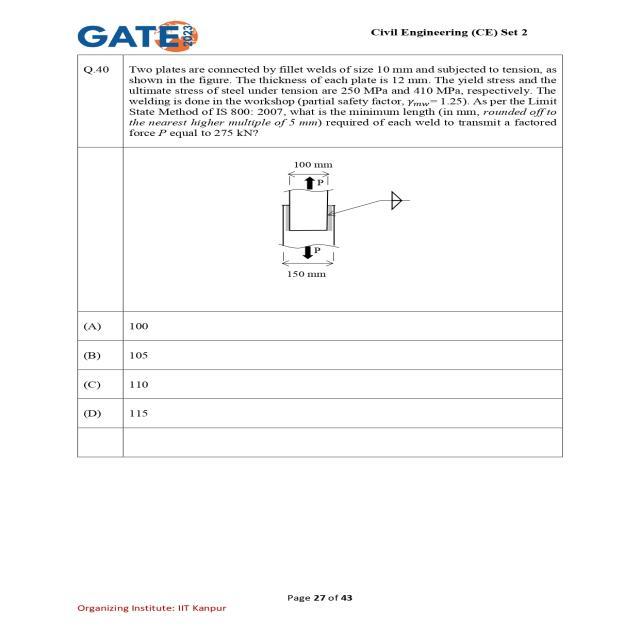 GATE 2023
Civil Engineering (CE) Set 2
Q.40
Two plates are connected by fillet welds of size 10 mm and subjected to tension, as
shown in the figure. The thickness of each plate is 12 mm. The yield stress and the
ultimate stress of steel under tension are 250 MPa and 410 MPa, respectively. The
welding is done in the workshop (partial safety factor, γmw= 1.25). As per the Limit
State Method of IS 800: 2007, what is the minimum length (in mm, rounded off to
the nearest higher multiple of 5 mm) required of each weld to transmit a factored
force P equal to 275 kN?
100 mm
P
P
150 mm
(A) 100
(B) 105
(C) 110
(D) 115
Page 27 of 43
Organizing Institute: IIT Kanpur